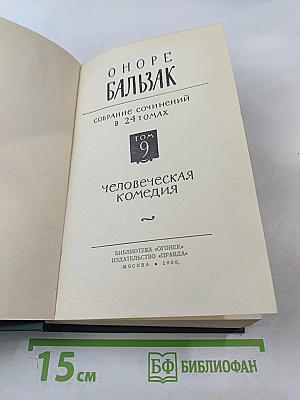 ОНОРЕ
БАЛЬЗАК
СОБРАНИЕ СОЧИНЕНИЙ
В 24 ТОМАХ
ТОМ
9
ЧЕЛОВЕЧЕСКАЯ
КОМЕДИЯ
БИБЛИОТЕКА «ОГОНЕК»
ИЗДАТЕЛЬСТВО «ПРАВДА»
МОСКВА • 1960
15 см
БФ БИБЛИОФАН